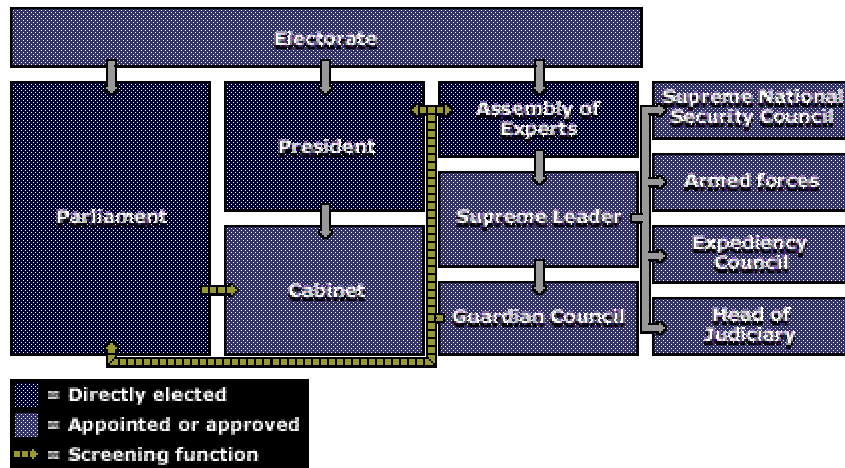 Electorate
Parliament
President
Cabinet
Assembly of
Experts
Supreme Leader
Guardian Council
Supreme National
Security Council
Armed forces
Expediency
Council
Head of
Judiciary
= Directly elected
= Appointed or approved
= Screening function